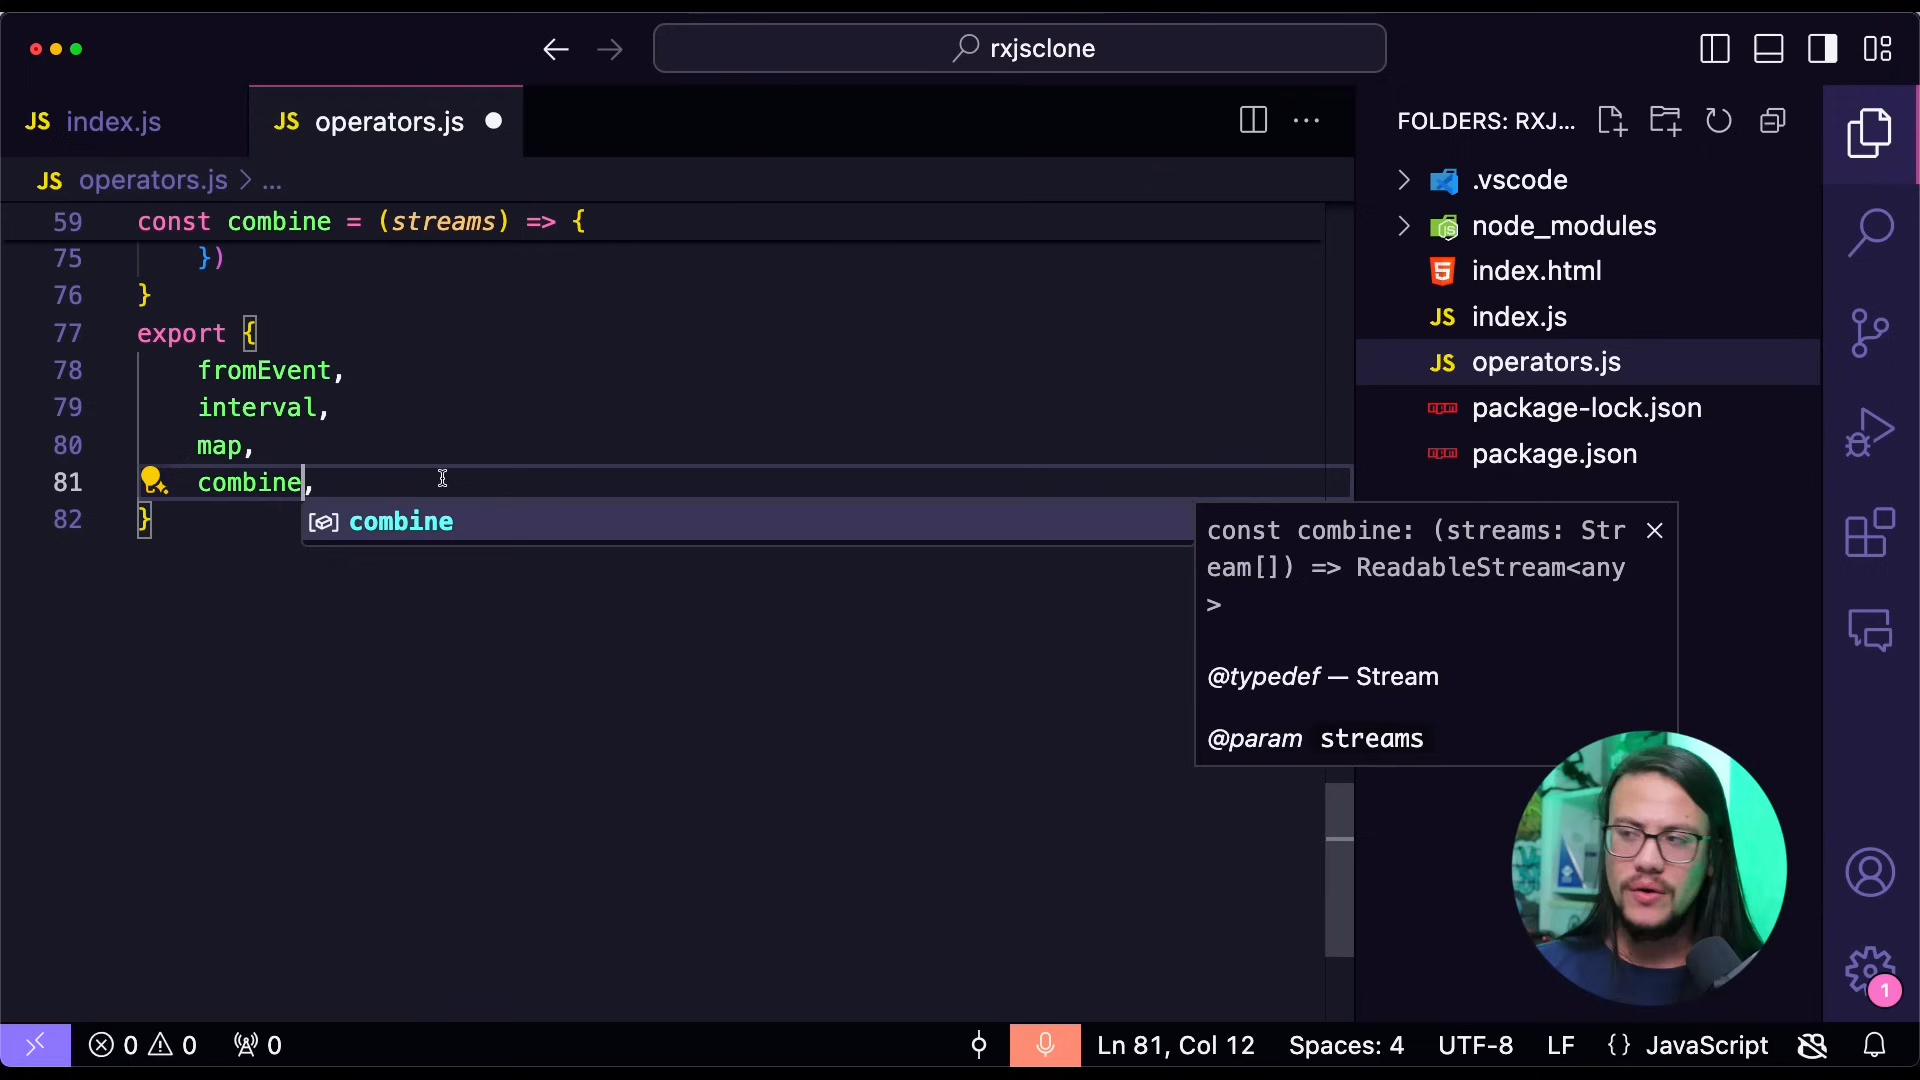 rxjsclone
JS index.js
JS operators.js
JS operators.js > ...
59 const combine = (streams) => {
75 })
76 }
77 export {
78 fromEvent,
79 interval,
80 map,
81 combine,
82 }
combine
const combine: (streams: Str
eam[]) => ReadableStream<any
>
@typedef — Stream
@param streams
FOLDERS: RXJ...
.vscode
node_modules
index.html
JS index.js
JS operators.js
package-lock.json
package.json
1
0 0 0 Ln 81, Col 12 Spaces: 4 UTF-8 LF {} JavaScript